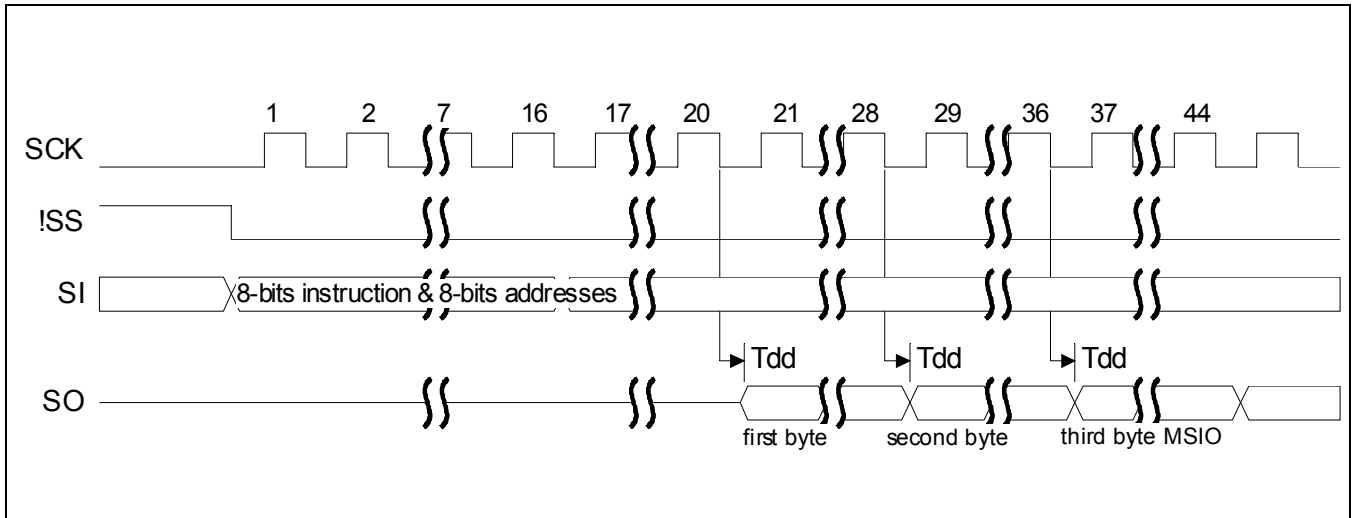 1 2 7 16 17 20 21 28 29 36 37 44
SCK
!SS
SI 8-bits instruction & 8-bits addresses
Tdd Tdd Tdd
SO
first byte second byte third byte MSIO